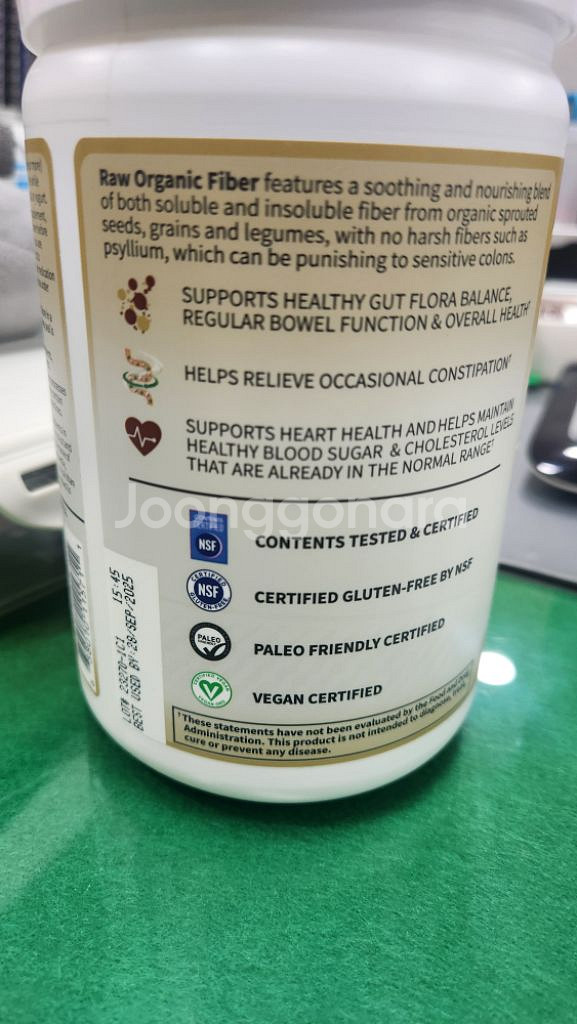 Raw Organic Fiber features a soothing and nourishing blend
of both soluble and insoluble fiber from organic sprouted
seeds, grains and legumes, with no harsh fibers such as
psyllium, which can be punishing to sensitive colons.
SUPPORTS HEALTHY GUT FLORA BALANCE,
REGULAR BOWEL FUNCTION & OVERALL HEALTH†
HELPS RELIEVE OCCASIONAL CONSTIPATION†
SUPPORTS HEART HEALTH AND HELPS MAINTAIN
HEALTHY BLOOD SUGAR & CHOLESTEROL LEVELS
THAT ARE ALREADY IN THE NORMAL RANGE†
Joonggonara
CONTENTS
CERTIFIED
NSF
CONTENTS TESTED & CERTIFIED
CERTIFIED
NSF
GLUTEN-FREE
CERTIFIED GLUTEN-FREE BY NSF
PALEO
PALEO FRIENDLY CERTIFIED
CERTIFIED VEGAN
VEGAN CERTIFIED
LOT# 23270-1C1 15:45
BEST USED BY:28/SEP/2025
†These statements have not been evaluated by the Food and Drug
Administration. This product is not intended to diagnose, treat,
cure or prevent any disease.